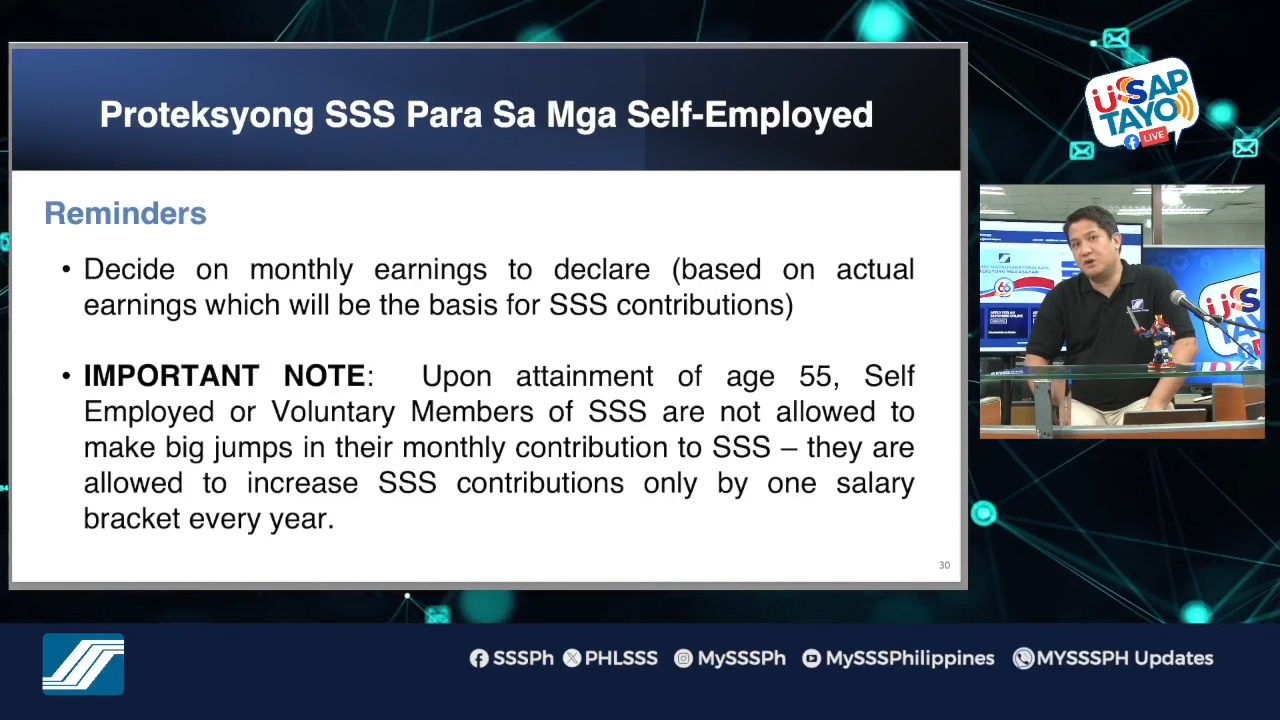 Proteksyong SSS Para Sa Mga Self-Employed
Reminders
• Decide on monthly earnings to declare (based on actual
earnings which will be the basis for SSS contributions)
• IMPORTANT NOTE: Upon attainment of age 55, Self
Employed or Voluntary Members of SSS are not allowed to
make big jumps in their monthly contribution to SSS – they are
allowed to increase SSS contributions only by one salary
bracket every year.
30
USSAP
TAYO
LIVE
SSSPh PHLSSS MySSSPh MySSSPhilippines MYSSSPH Updates